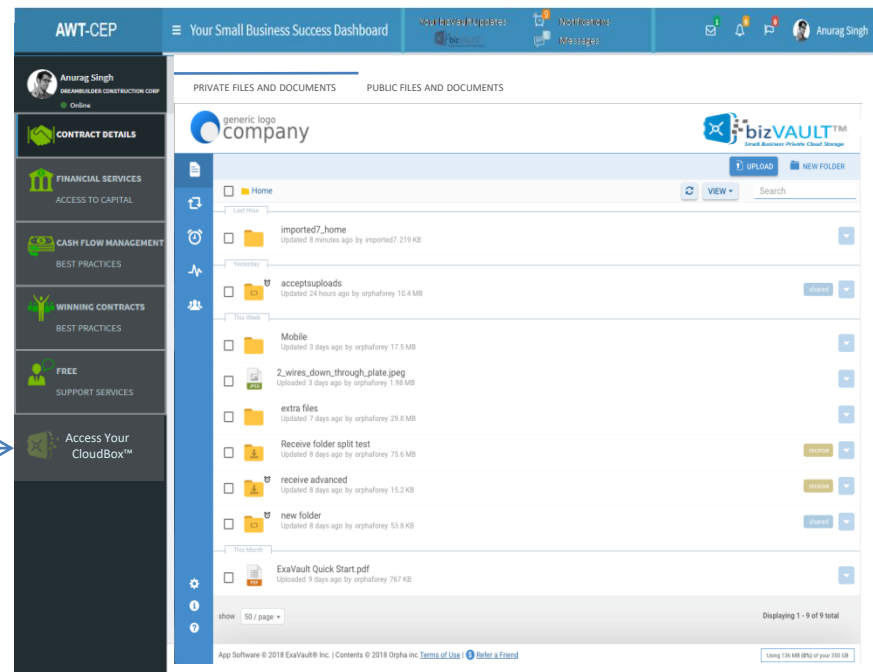 AWT-CEP
Your Small Business Success Dashboard
Your bizVault Updates
bizVAULT
Notifications
Messages
Anurag Singh
Anurag Singh
DREAMBUILDER CONSTRUCTION CORP
Online
CONTRACT DETAILS
FINANCIAL SERVICES
ACCESS TO CAPITAL
CASH FLOW MANAGEMENT
BEST PRACTICES
WINNING CONTRACTS
BEST PRACTICES
FREE
SUPPORT SERVICES
Access Your
CloudBox™
PRIVATE FILES AND DOCUMENTS
PUBLIC FILES AND DOCUMENTS
generic logo
company
bizVAULT™
Small Business Private Cloud Storage
UPLOAD
NEW FOLDER
Home
VIEW
Search
Last Hour
imported7_home
Updated 8 minutes ago by imported7 219 KB
Yesterday
acceptsuploads
Updated 24 hours ago by orphaforey 10.4 MB
shared
This Week
Mobile
Updated 3 days ago by orphaforey 17.5 MB
2_wires_down_through_plate.jpeg
Uploaded 3 days ago by orphaforey 1.98 MB
JPEG
extra files
Updated 7 days ago by orphaforey 29.8 MB
Receive folder split test
Updated 8 days ago by orphaforey 75.6 MB
receive
receive advanced
Updated 8 days ago by orphaforey 15.2 KB
receive
new folder
Updated 8 days ago by orphaforey 53.8 KB
shared
This Month
ExaVault Quick Start.pdf
Uploaded 9 days ago by orphaforey 767 KB
PDF
show 50 / page
Displaying 1 - 9 of 9 total
App Software © 2018 ExaVault® Inc. | Contents © 2018 Orpha inc Terms of Use | Refer a Friend
Using 136 MB (0%) of your 350 GB